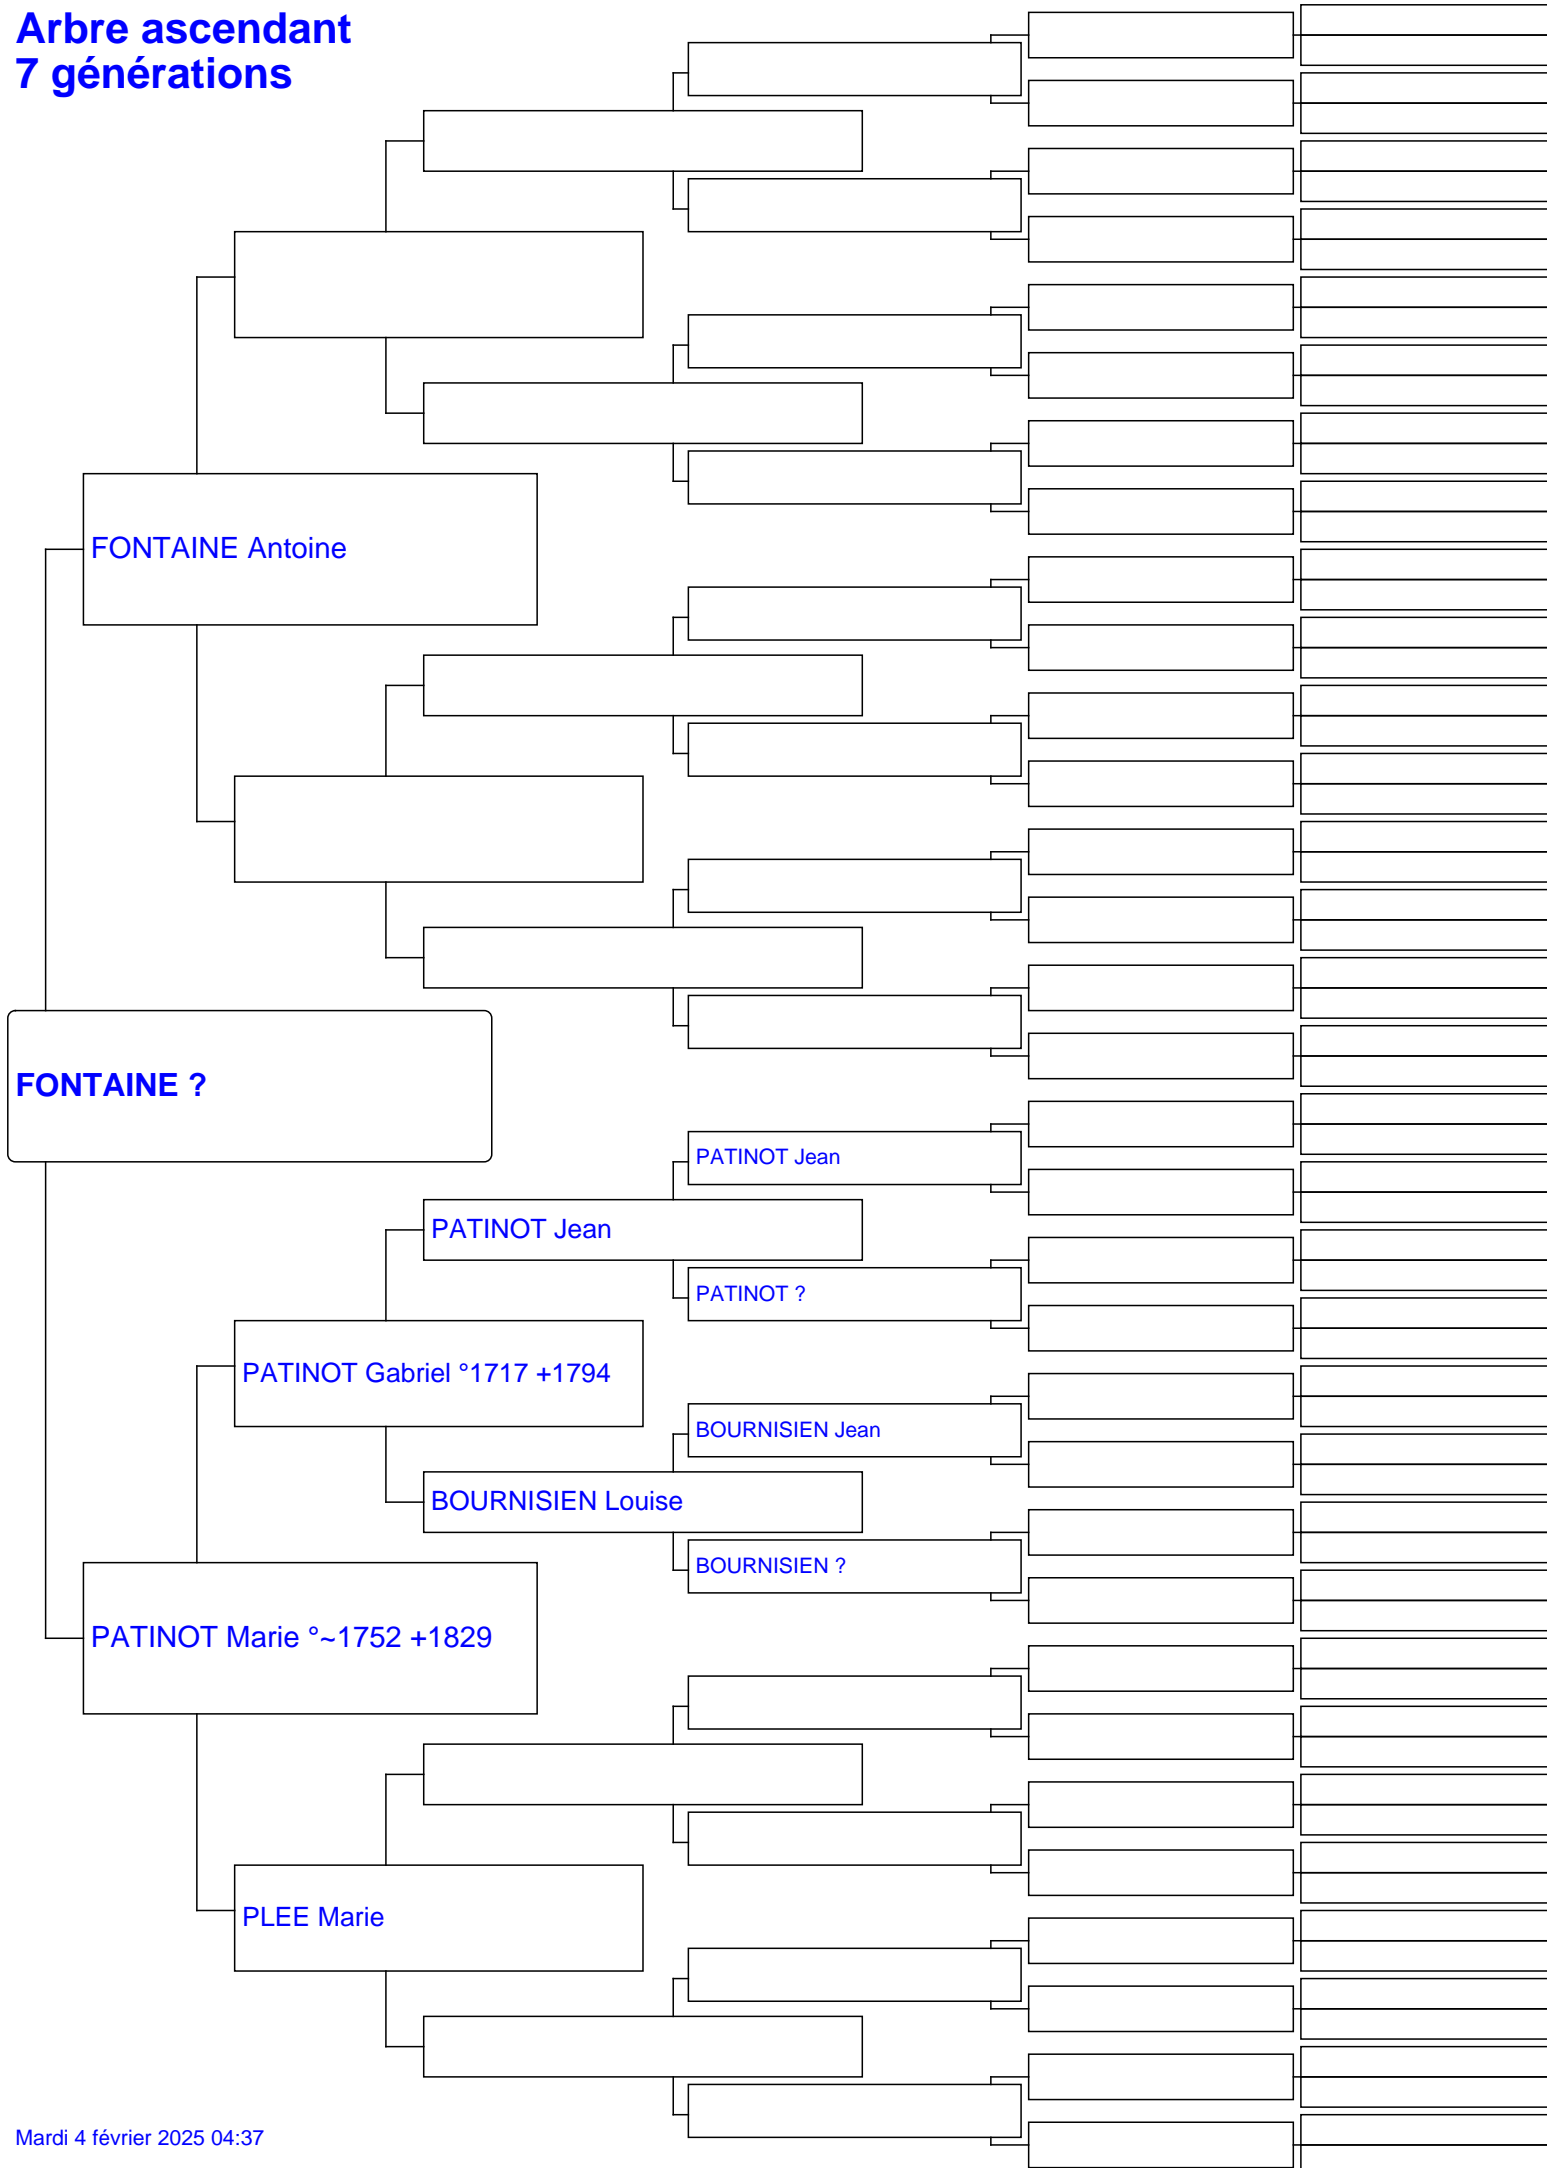 Arbre ascendant
7 générations
FONTAINE Antoine
FONTAINE ?
PATINOT Jean
PATINOT Jean
PATINOT ?
PATINOT Gabriel °1717 +1794
BOURNISIEN Jean
BOURNISIEN Louise
BOURNISIEN ?
PATINOT Marie °~1752 +1829
PLEE Marie
Mardi 4 février 2025 04:37